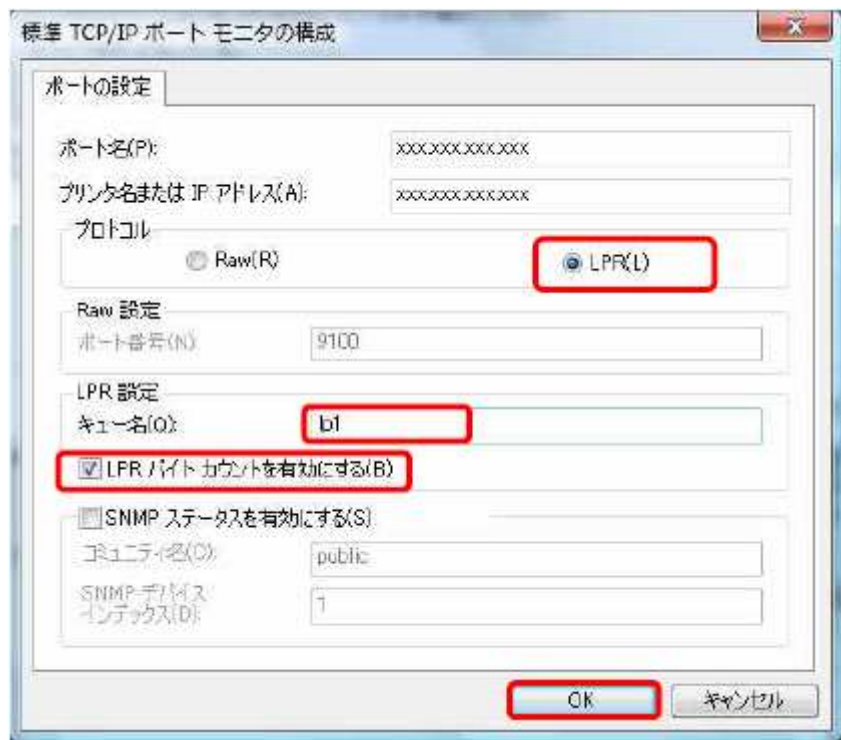 標準 TCP/IP ポート モニタの構成
ポートの設定
ポート名(P):
xxx.xxx.xxx.xxx
プリンタ名または IP アドレス(A):
xxx.xxx.xxx.xxx
プロトコル
Raw(R)
LPR(L)
Raw 設定
ポート番号(N)
9100
LPR 設定
キュー名(Q):
lp1
LPR バイト カウントを有効にする(B)
SNMP ステータスを有効にする(S)
コミュニティ名(C):
public
SNMP デバイス
インデックス(D):
1
OK
キャンセル